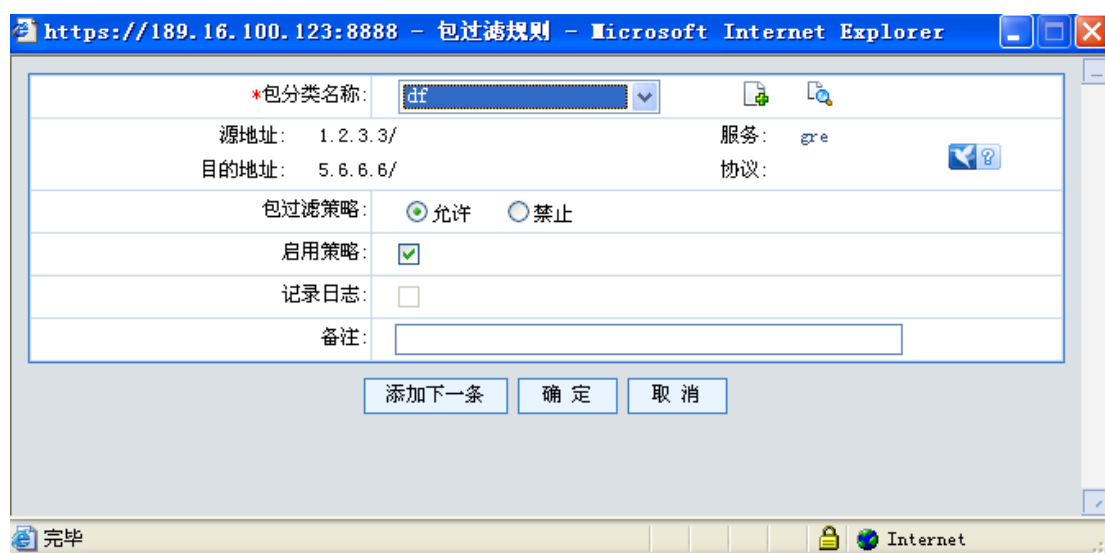 https://189.16.100.123:8888 - 包过滤规则 - Microsoft Internet Explorer
*包分类名称: df
源地址: 1.2.3.3/ 服务: gre
目的地址: 5.6.6.6/ 协议:
包过滤策略: 允许 禁止
启用策略:
记录日志:
备注:
添加下一条 确 定 取 消
完毕 Internet